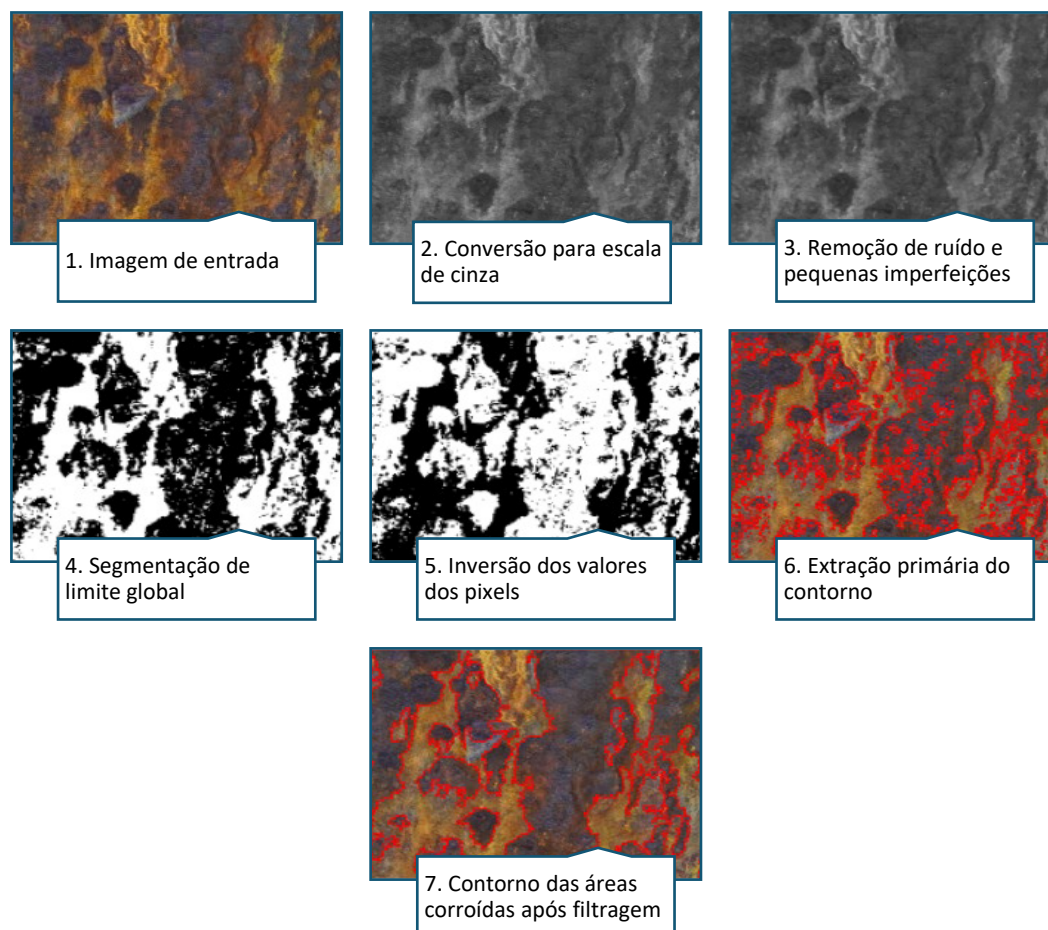 1. Imagem de entrada
2. Conversão para escala
de cinza
3. Remoção de ruído e
pequenas imperfeições
4. Segmentação de
limite global
5. Inversão dos valores
dos pixels
6. Extração primária do
contorno
7. Contorno das áreas
corroídas após filtragem